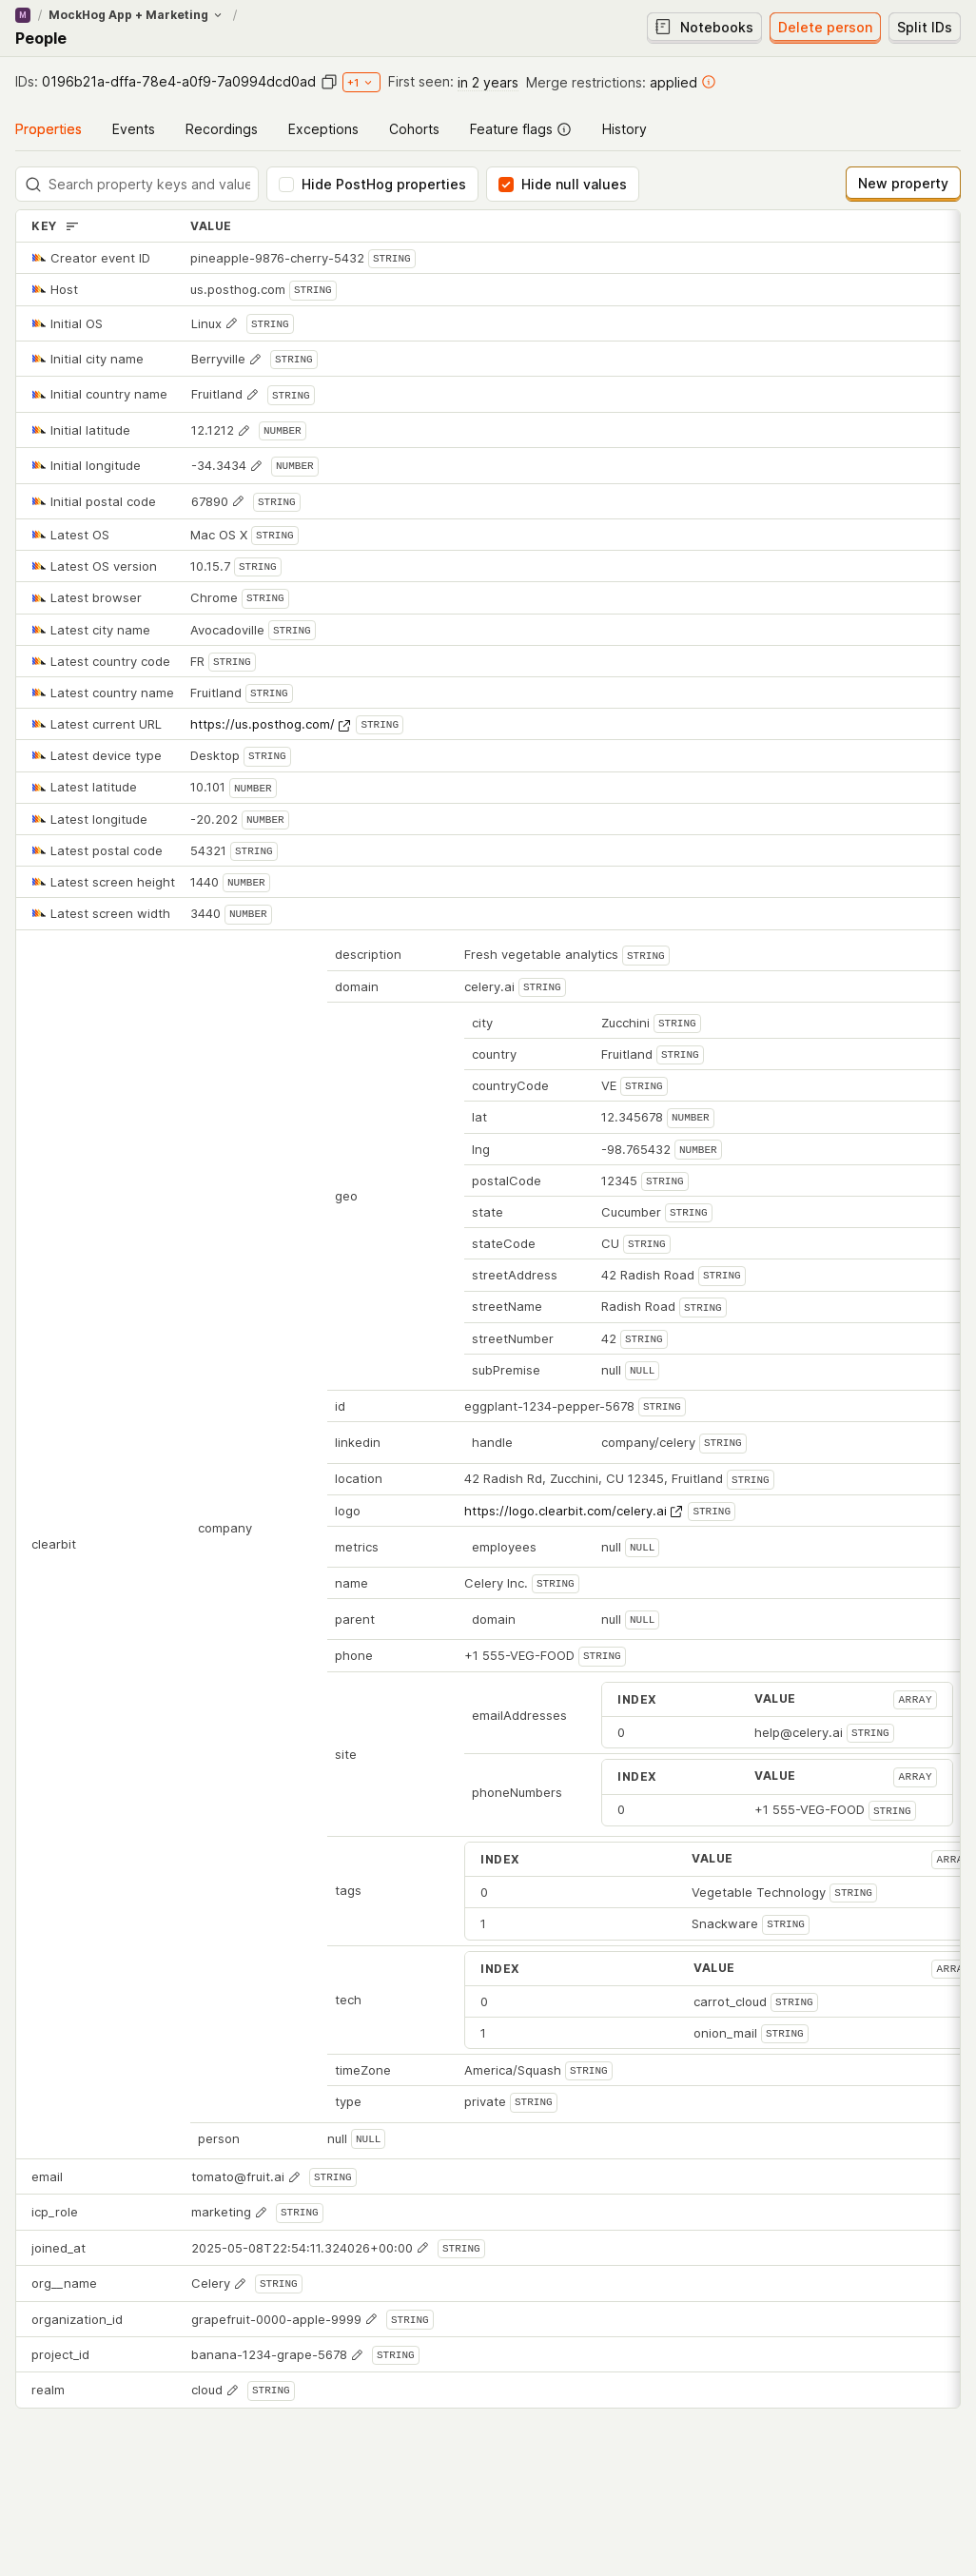 M / MockHog App + Marketing /
People
Notebooks
Delete person
Split IDs
IDs: 0196b21a-dffa-78e4-a0f9-7a0994dcd0ad +1 First seen: in 2 years Merge restrictions: applied
Properties Events Recordings Exceptions Cohorts Feature flags History
Search property keys and value
Hide PostHog properties
Hide null values
New property
KEY VALUE
Creator event ID pineapple-9876-cherry-5432 STRING
Host us.posthog.com STRING
Initial OS Linux STRING
Initial city name Berryville STRING
Initial country name Fruitland STRING
Initial latitude 12.1212 NUMBER
Initial longitude -34.3434 NUMBER
Initial postal code 67890 STRING
Latest OS Mac OS X STRING
Latest OS version 10.15.7 STRING
Latest browser Chrome STRING
Latest city name Avocadoville STRING
Latest country code FR STRING
Latest country name Fruitland STRING
Latest current URL https://us.posthog.com/ STRING
Latest device type Desktop STRING
Latest latitude 10.101 NUMBER
Latest longitude -20.202 NUMBER
Latest postal code 54321 STRING
Latest screen height 1440 NUMBER
Latest screen width 3440 NUMBER
clearbit
company
description Fresh vegetable analytics STRING
domain celery.ai STRING
geo
city Zucchini STRING
country Fruitland STRING
countryCode VE STRING
lat 12.345678 NUMBER
lng -98.765432 NUMBER
postalCode 12345 STRING
state Cucumber STRING
stateCode CU STRING
streetAddress 42 Radish Road STRING
streetName Radish Road STRING
streetNumber 42 STRING
subPremise null NULL
id eggplant-1234-pepper-5678 STRING
linkedin handle company/celery STRING
location 42 Radish Rd, Zucchini, CU 12345, Fruitland STRING
logo https://logo.clearbit.com/celery.ai STRING
metrics employees null NULL
name Celery Inc. STRING
parent domain null NULL
phone +1 555-VEG-FOOD STRING
site
emailAddresses
INDEX VALUE ARRAY
0 help@celery.ai STRING
phoneNumbers
INDEX VALUE ARRAY
0 +1 555-VEG-FOOD STRING
tags
INDEX VALUE ARRA
0 Vegetable Technology STRING
1 Snackware STRING
tech
INDEX VALUE ARRA
0 carrot_cloud STRING
1 onion_mail STRING
timeZone America/Squash STRING
type private STRING
person null NULL
email tomato@fruit.ai STRING
icp_role marketing STRING
joined_at 2025-05-08T22:54:11.324026+00:00 STRING
org__name Celery STRING
organization_id grapefruit-0000-apple-9999 STRING
project_id banana-1234-grape-5678 STRING
realm cloud STRING